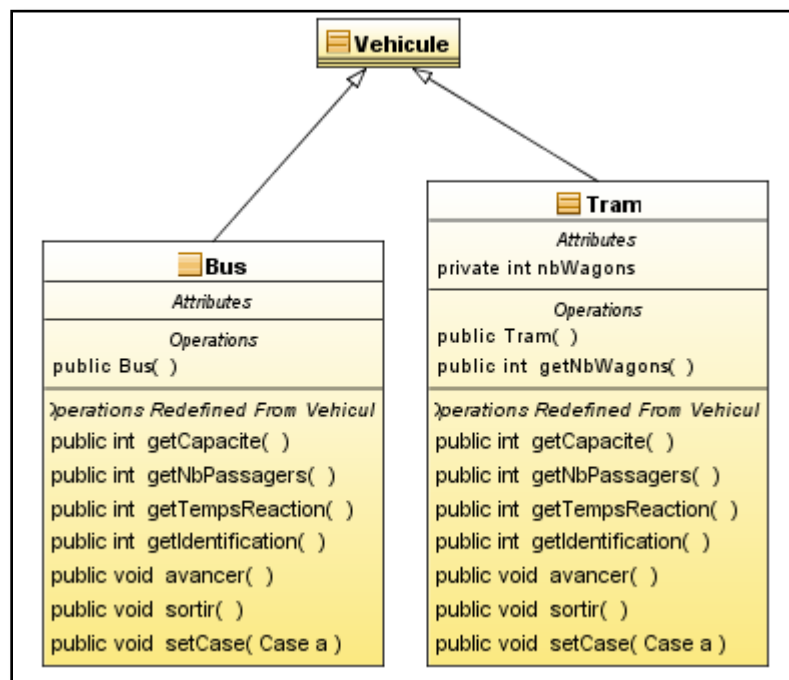 Vehicule
Bus
Attributes
Operations
public Bus( )
Operations Redefined From Vehicul
public int getCapacite( )
public int getNbPassagers( )
public int getTempsReaction( )
public int getIdentification( )
public void avancer( )
public void sortir( )
public void setCase( Case a )
Tram
Attributes
private int nbWagons
Operations
public Tram( )
public int getNbWagons( )
Operations Redefined From Vehicul
public int getCapacite( )
public int getNbPassagers( )
public int getTempsReaction( )
public int getIdentification( )
public void avancer( )
public void sortir( )
public void setCase( Case a )